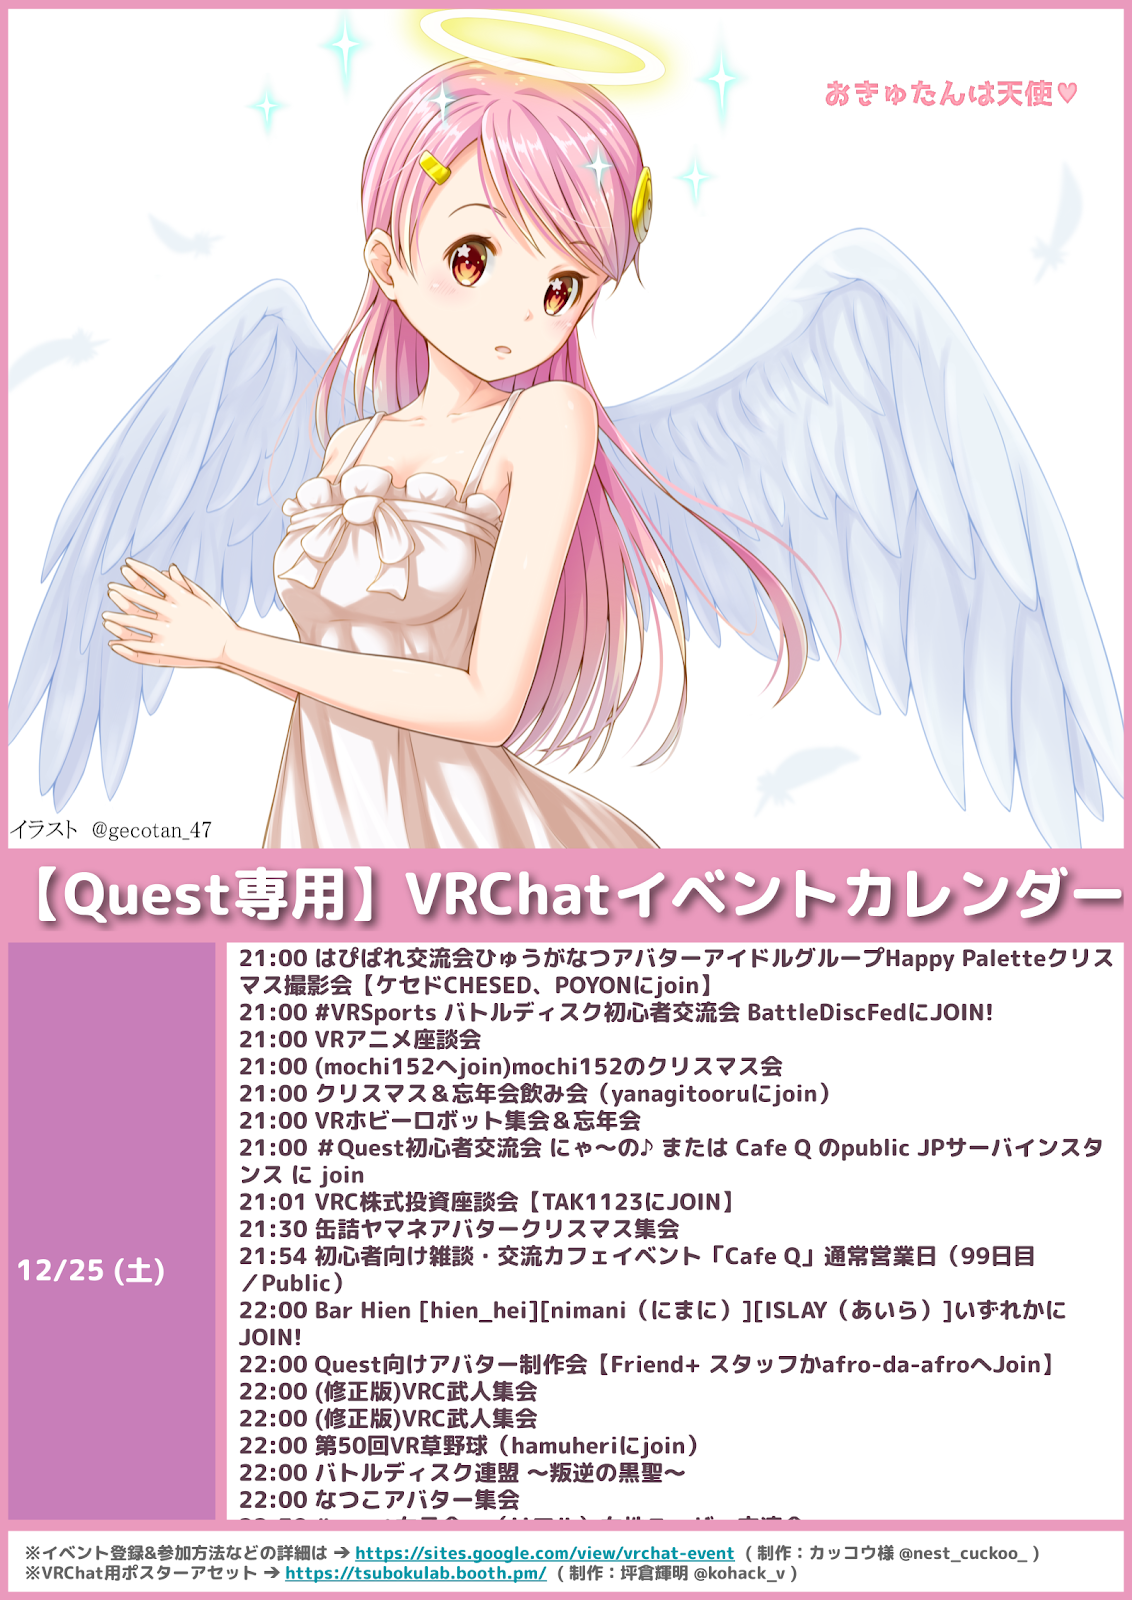 おきゅたんは天使♥
イラスト @gecotan_47
【Quest専用】VRChatイベントカレンダー
12/25 (土)
21:00 はぴぱれ交流会ひゅうがなつアバターアイドルグループHappy Paletteクリス
マス撮影会【ケセドCHESED、POYONにjoin】
21:00 #VRSports バトルディスク初心者交流会 BattleDiscFedにJOIN!
21:00 VRアニメ座談会
21:00 (mochi152へjoin)mochi152のクリスマス会
21:00 クリスマス＆忘年会飲み会（yanagitooruにjoin）
21:00 VRホビーロボット集会＆忘年会
21:00 ＃Quest初心者交流会 にゃ～の♪ または Cafe Q のpublic JPサーバインスタ
ンス に join
21:01 VRC株式投資座談会【TAK1123にJOIN】
21:30 缶詰ヤマネアバタークリスマス集会
21:54 初心者向け雑談・交流カフェイベント「Cafe Q」通常営業日（99日目
／Public）
22:00 Bar Hien [hien_hei][nimani（にまに）][ISLAY（あいら）]いずれかに
JOIN!
22:00 Quest向けアバター制作会【Friend+ スタッフかafro-da-afroへJoin】
22:00 (修正版)VRC武人集会
22:00 (修正版)VRC武人集会
22:00 第50回VR草野球（hamuheriにjoin）
22:00 バトルディスク連盟 ～叛逆の黒聖～
22:00 なつこアバター集会
※イベント登録&参加方法などの詳細は → https://sites.google.com/view/vrchat-event ( 制作：カッコウ様 @nest_cuckoo_ )
※VRChat用ポスターアセット → https://tsubokulab.booth.pm/ ( 制作：坪倉輝明 @kohack_v )